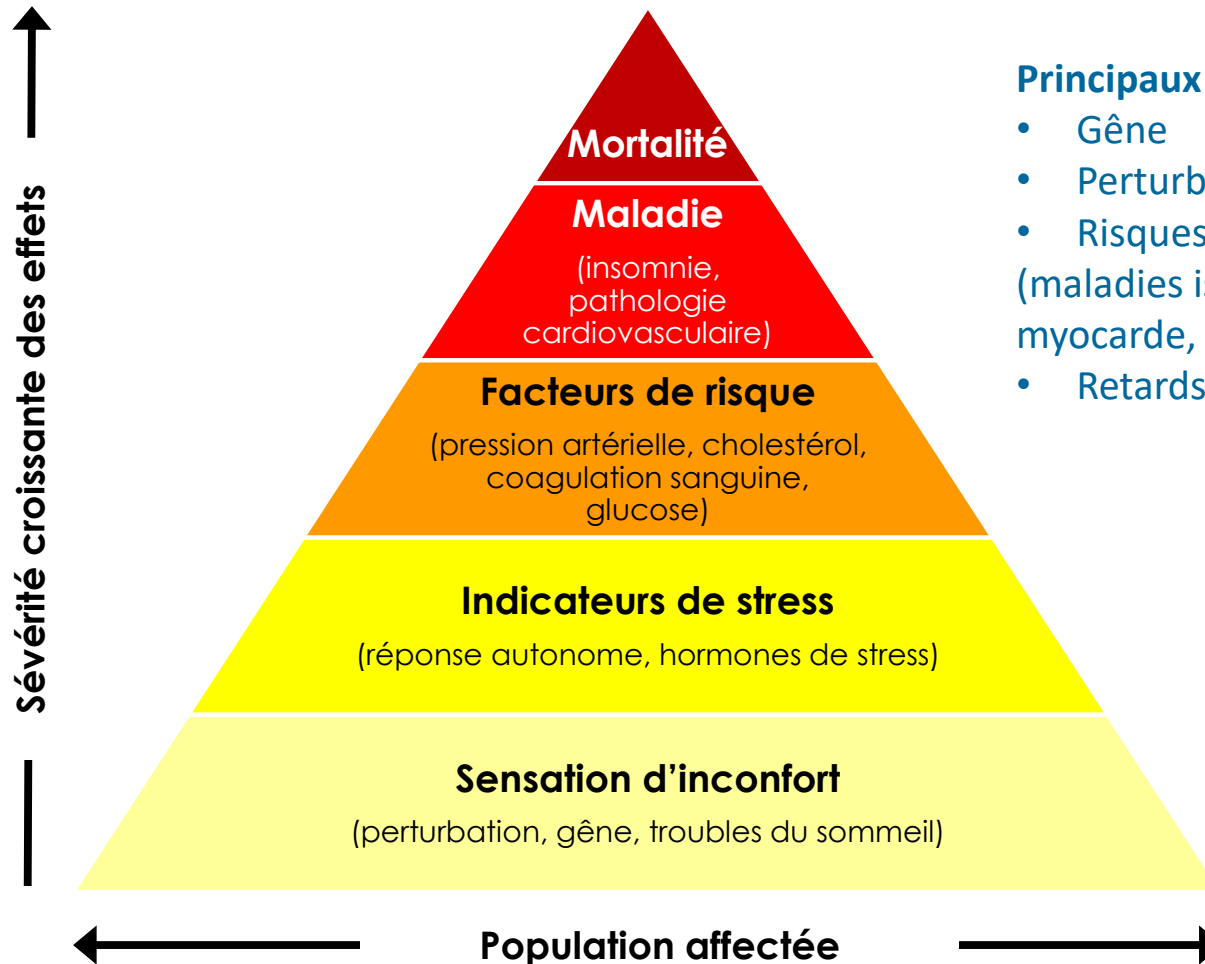 Sévérité croissante des effets
Mortalité
Maladie
(insomnie,
pathologie
cardiovasculaire)
Facteurs de risque
(pression artérielle, cholestérol,
coagulation sanguine,
glucose)
Indicateurs de stress
(réponse autonome, hormones de stress)
Sensation d’inconfort
(perturbation, gêne, troubles du sommeil)
Population affectée
Principaux
• Gêne
• Perturb
• Risques
(maladies is
myocarde,
• Retards